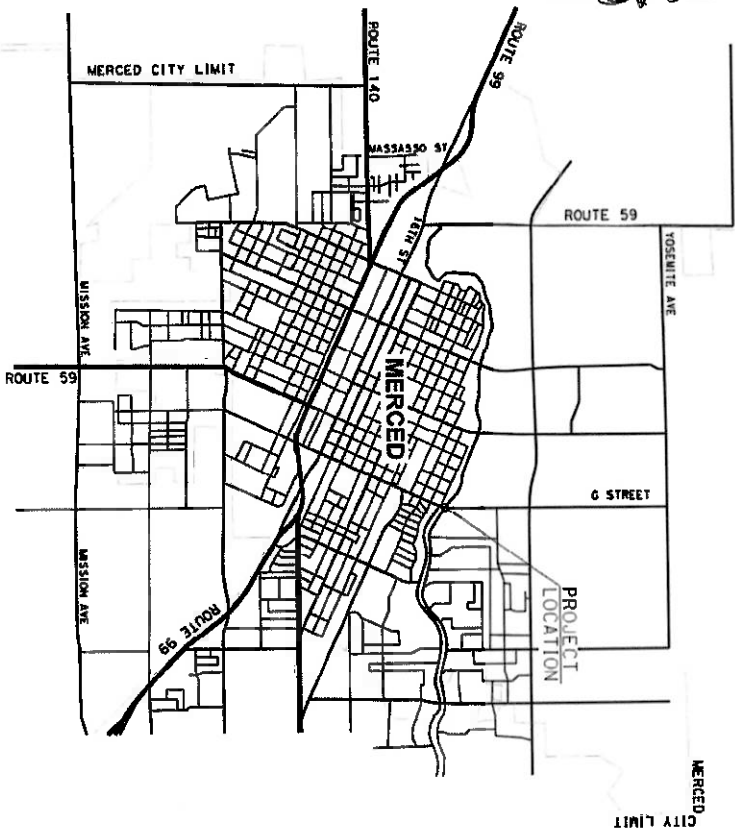 MERCED CITY LIMIT
ROUTE 140
ROUTE 99
MASSASSO ST
16TH ST
ROUTE 59
YOSEMITE AVE
MISSION AVE
ROUTE 59
MERCED
G STREET
PROJECT
LOCATION
MISSION AVE
ROUTE 99
MERCED
CITY LIMIT